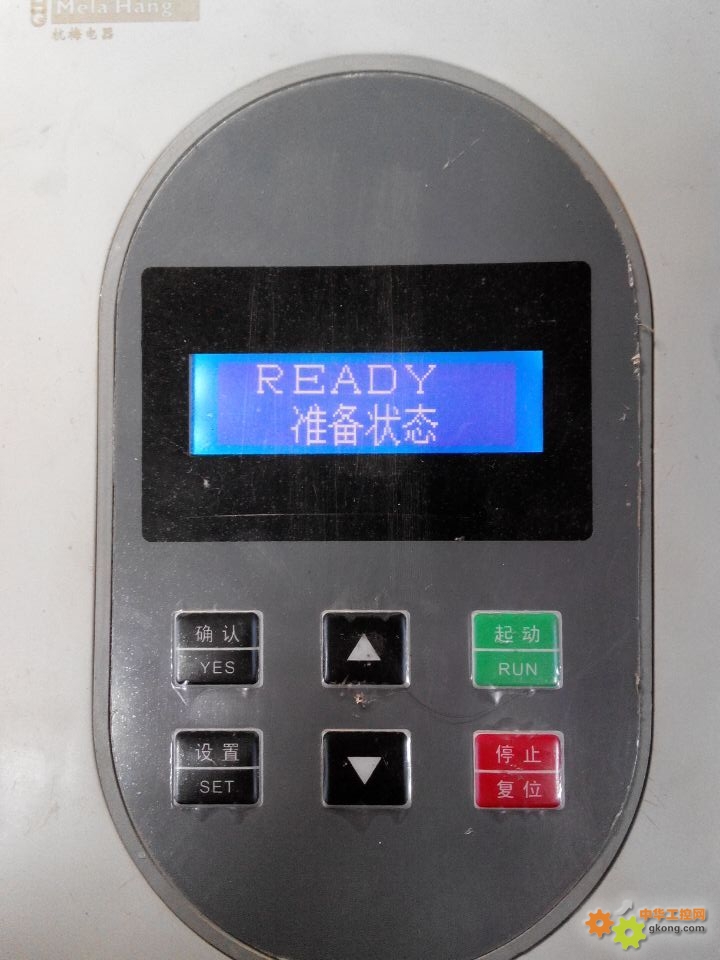 Mela Hang
杭梅电器
READY
准备状态
确认
YES
▲
起动
RUN
设置
SET
▼
停止
复位
中华工控网
gkong.com